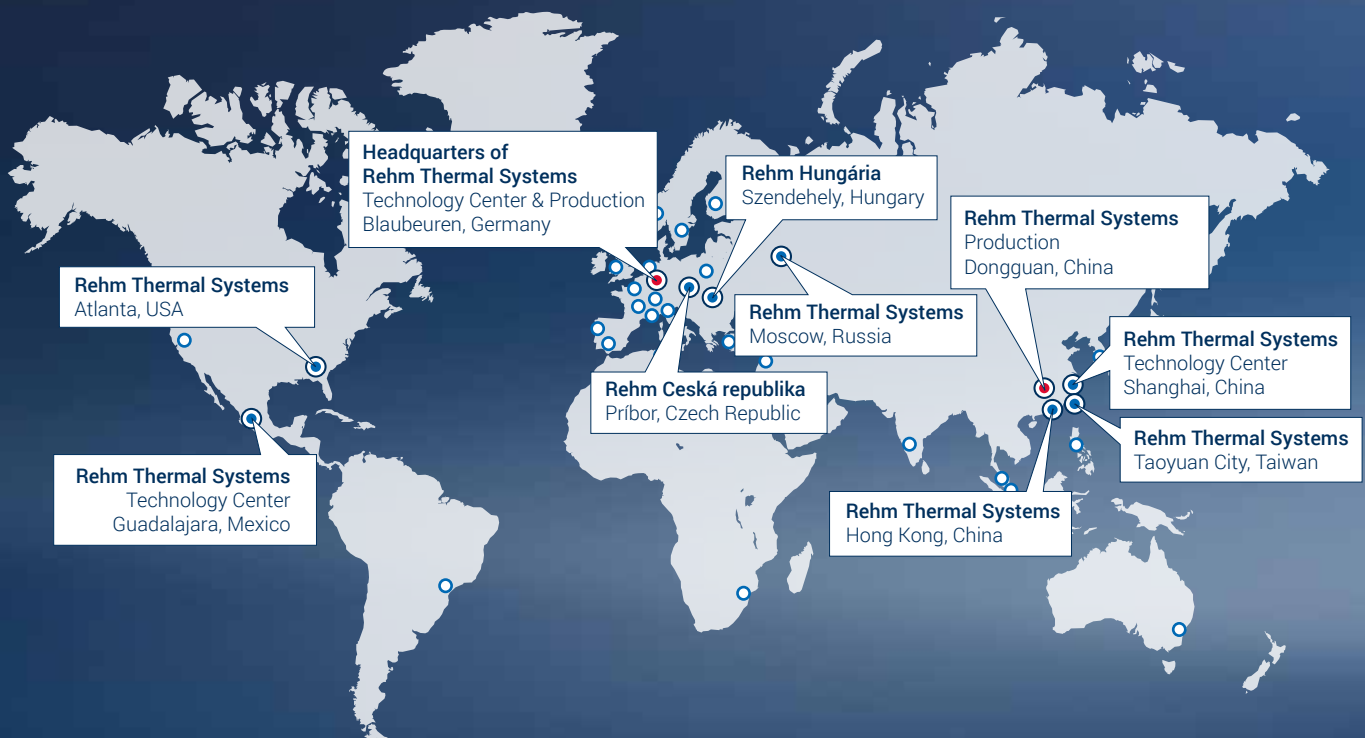 Headquarters of
Rehm Thermal Systems
Technology Center & Production
Blaubeuren, Germany
Rehm Hungária
Szendehely, Hungary
Rehm Thermal Systems
Production
Dongguan, China
Rehm Thermal Systems
Atlanta, USA
Rehm Thermal Systems
Moscow, Russia
Rehm Thermal Systems
Technology Center
Shanghai, China
Rehm Ceská republika
Príbor, Czech Republic
Rehm Thermal Systems
Taoyuan City, Taiwan
Rehm Thermal Systems
Technology Center
Guadalajara, Mexico
Rehm Thermal Systems
Hong Kong, China